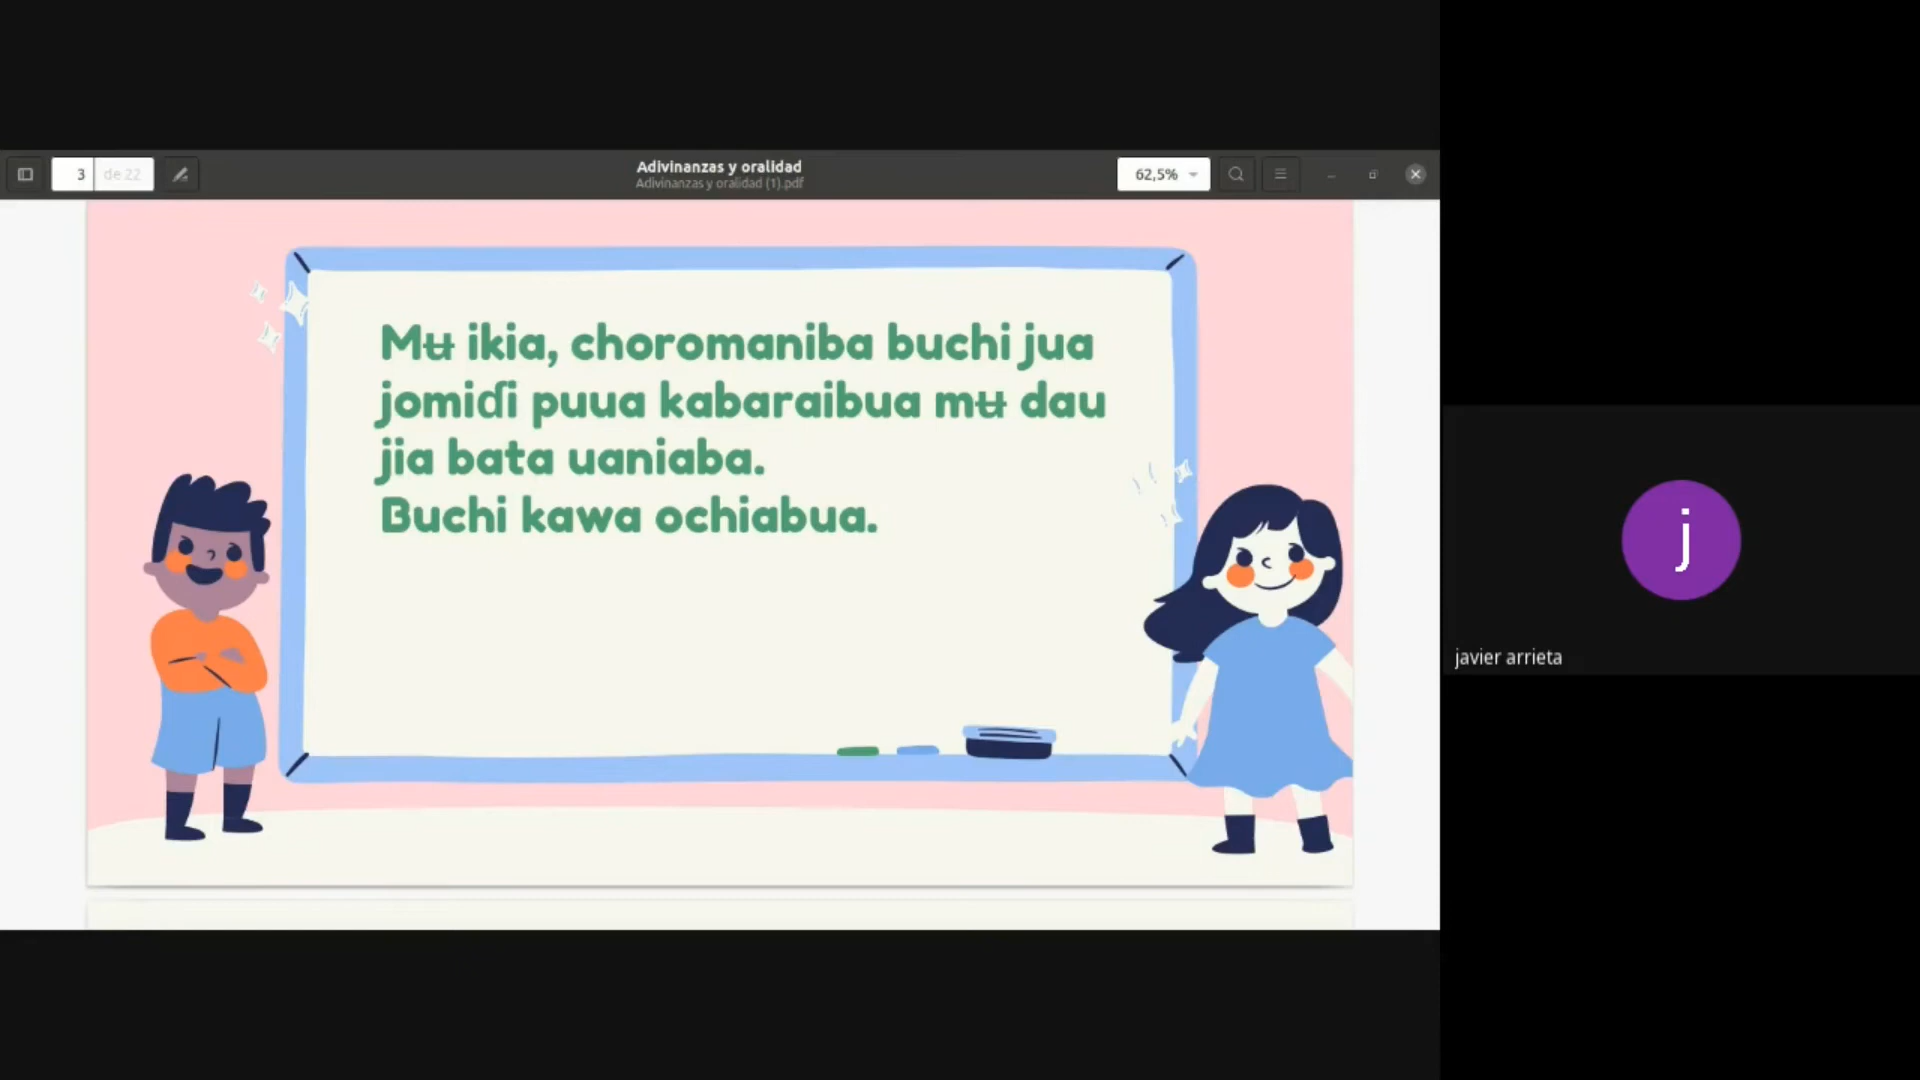 3 de 22
Adivinanzas y oralidad
Adivinanzas y oralidad (1).pdf
62,5%
Mʉ ikia, choromaniba buchi jua
jomiɗi puua kabaraibua mʉ dau
jia bata uaniaba.
Buchi kawa ochiabua.
j
javier arrieta